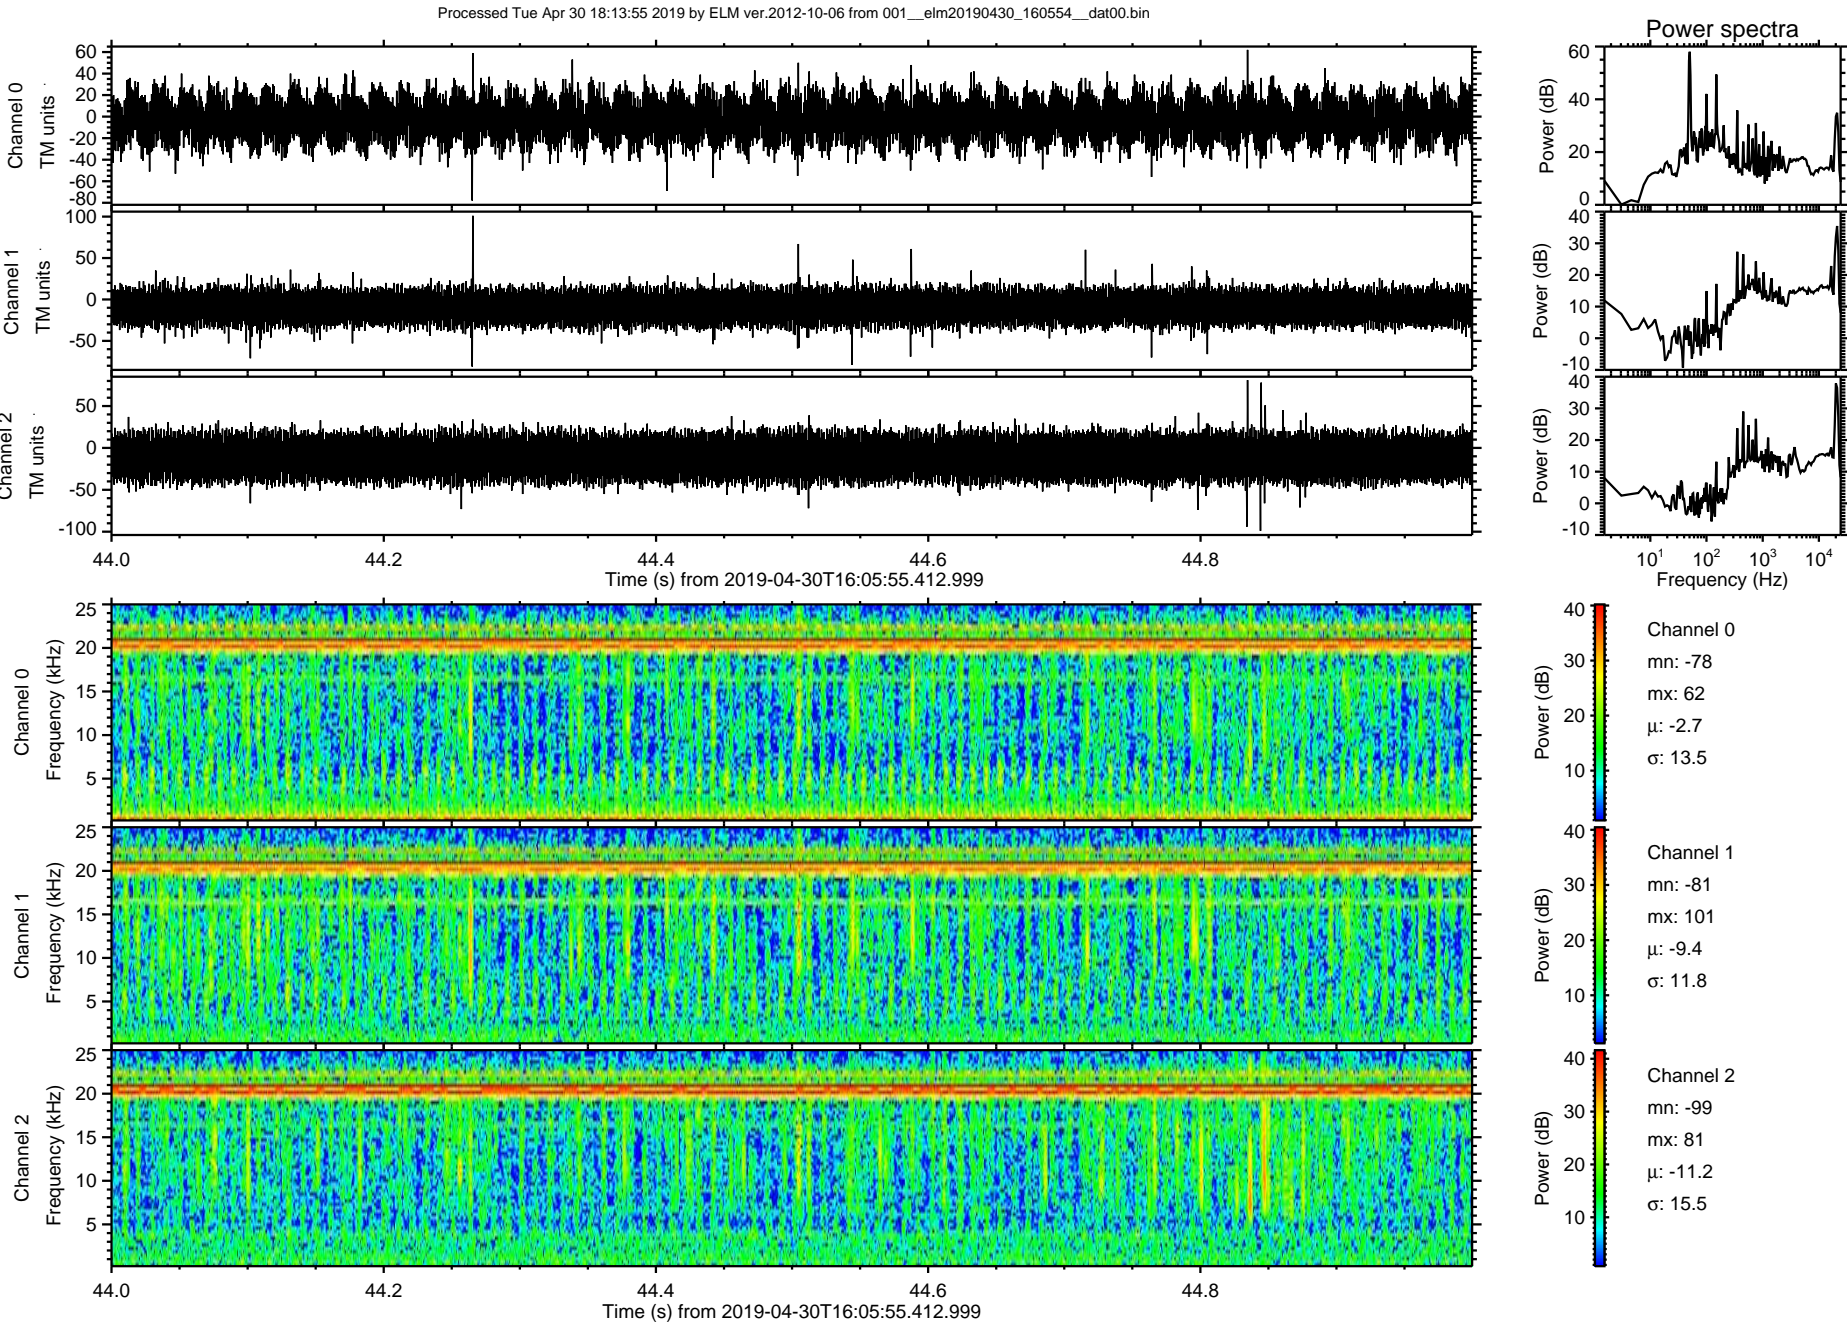 Processed Tue Apr 30 18:13:55 2019 by ELM ver.2012-10-06 from 001__elm20190430_160554__dat00.bin
Power spectra
Channel 0
TM units
60
40
20
0
-20
-40
-60
-80
Power (dB)
60
40
20
0
Channel 1
TM units
100
50
0
-50
Power (dB)
40
30
20
10
0
-10
Channel 2
TM units
50
0
-50
-100
Power (dB)
40
30
20
10
0
-10
44.0 44.2 44.4 44.6 44.8
Time (s) from 2019-04-30T16:05:55.412.999
10¹ 10² 10³ 10⁴
Frequency (Hz)
Channel 0
Frequency (kHz)
25
20
15
10
5
Power (dB)
40
30
20
10
Channel 0
mn: -78
mx: 62
μ: -2.7
σ: 13.5
Channel 1
Frequency (kHz)
25
20
15
10
5
Power (dB)
40
30
20
10
Channel 1
mn: -81
mx: 101
μ: -9.4
σ: 11.8
Channel 2
Frequency (kHz)
25
20
15
10
5
Power (dB)
40
30
20
10
Channel 2
mn: -99
mx: 81
μ: -11.2
σ: 15.5
44.0 44.2 44.4 44.6 44.8
Time (s) from 2019-04-30T16:05:55.412.999